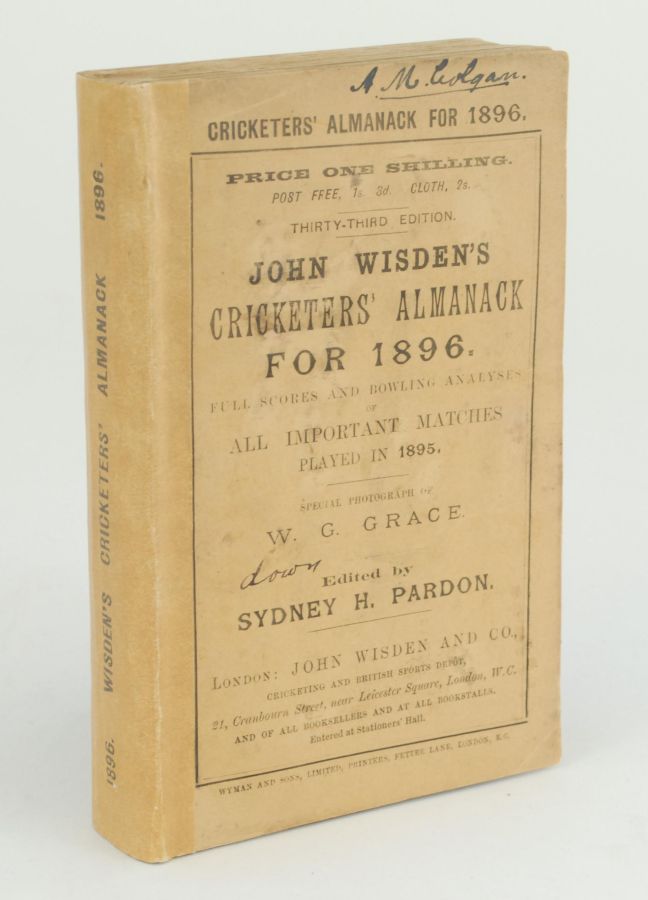 A. M. Colgan.
CRICKETERS' ALMANACK FOR 1896.
PRICE ONE SHILLING.
POST FREE, 1s. 3d. CLOTH, 2s.
THIRTY-THIRD EDITION.
JOHN WISDEN'S
CRICKETERS' ALMANACK
FOR 1896.
FULL SCORES AND BOWLING ANALYSES
OF
ALL IMPORTANT MATCHES
PLAYED IN 1895.
SPECIAL PHOTOGRAPH OF
W. G. GRACE.
down
Edited by
SYDNEY H. PARDON.
LONDON: JOHN WISDEN AND CO.,
CRICKETING AND BRITISH SPORTS DEPÔT,
21, Cranbourn Street, near Leicester Square, London, W.C.
AND OF ALL BOOKSELLERS AND AT ALL BOOKSTALLS.
Entered at Stationers' Hall.
WYMAN AND SONS, LIMITED, PRINTERS, FETTER LANE, LONDON, E.C.
1896. WISDEN'S CRICKETERS' ALMANACK 1896.